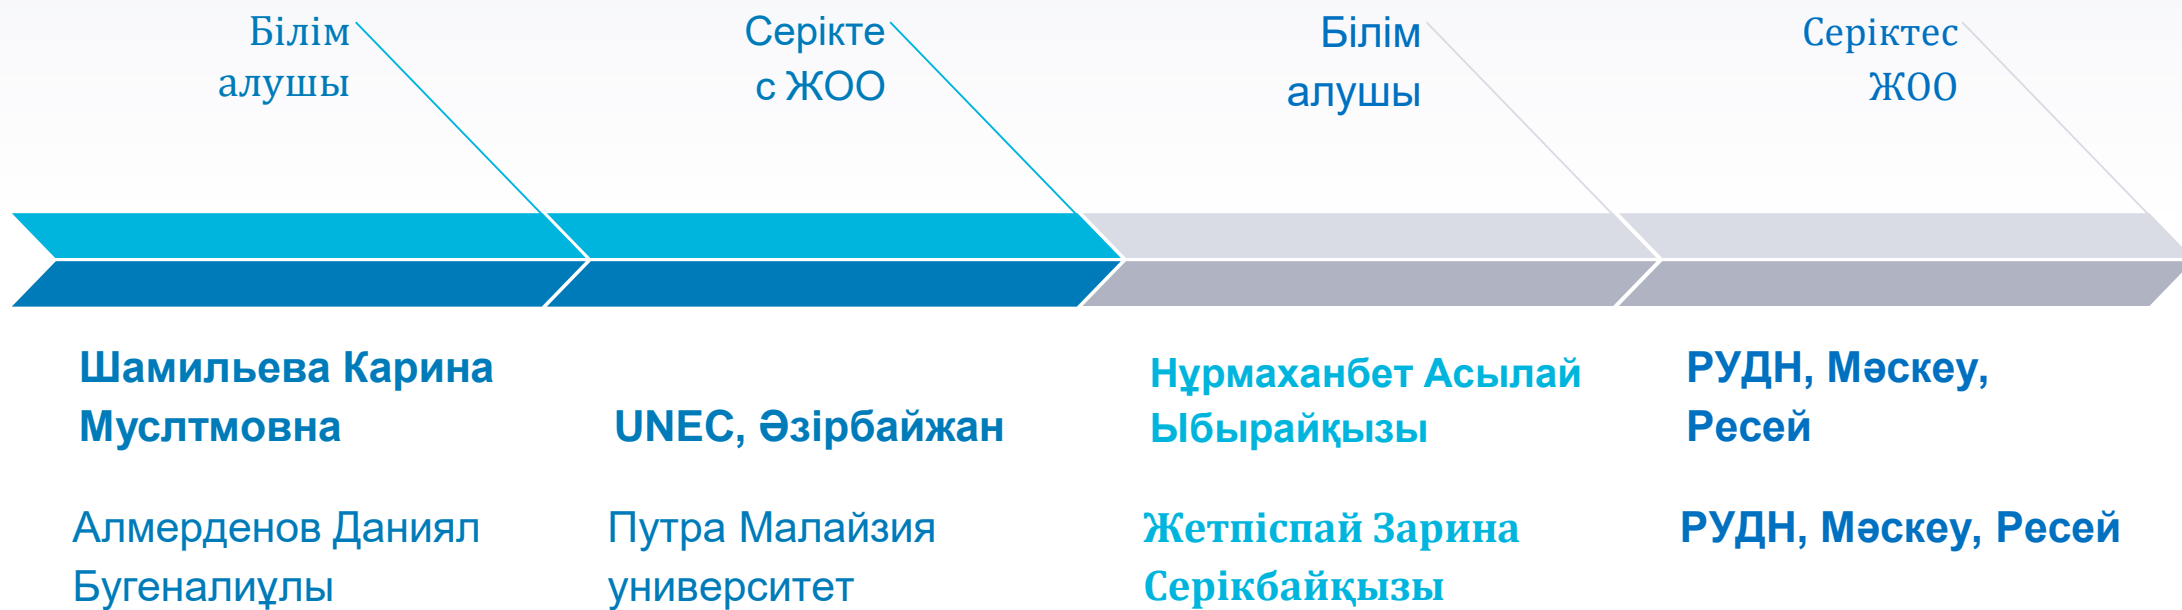 Білім
алушы
Серікте
с ЖОО
Білім
алушы
Серіктес
ЖОО
Шамильева Карина
Муслтмовна
UNEC, Әзірбайжан
Нұрмаханбет Асылай
Ыбырайқызы
РУДН, Мәскеу,
Ресей
Алмерденов Даниял
Бугеналиұлы
Путра Малайзия
университет
Жетпіспай Зарина
Серікбайқызы
РУДН, Мәскеу, Ресей